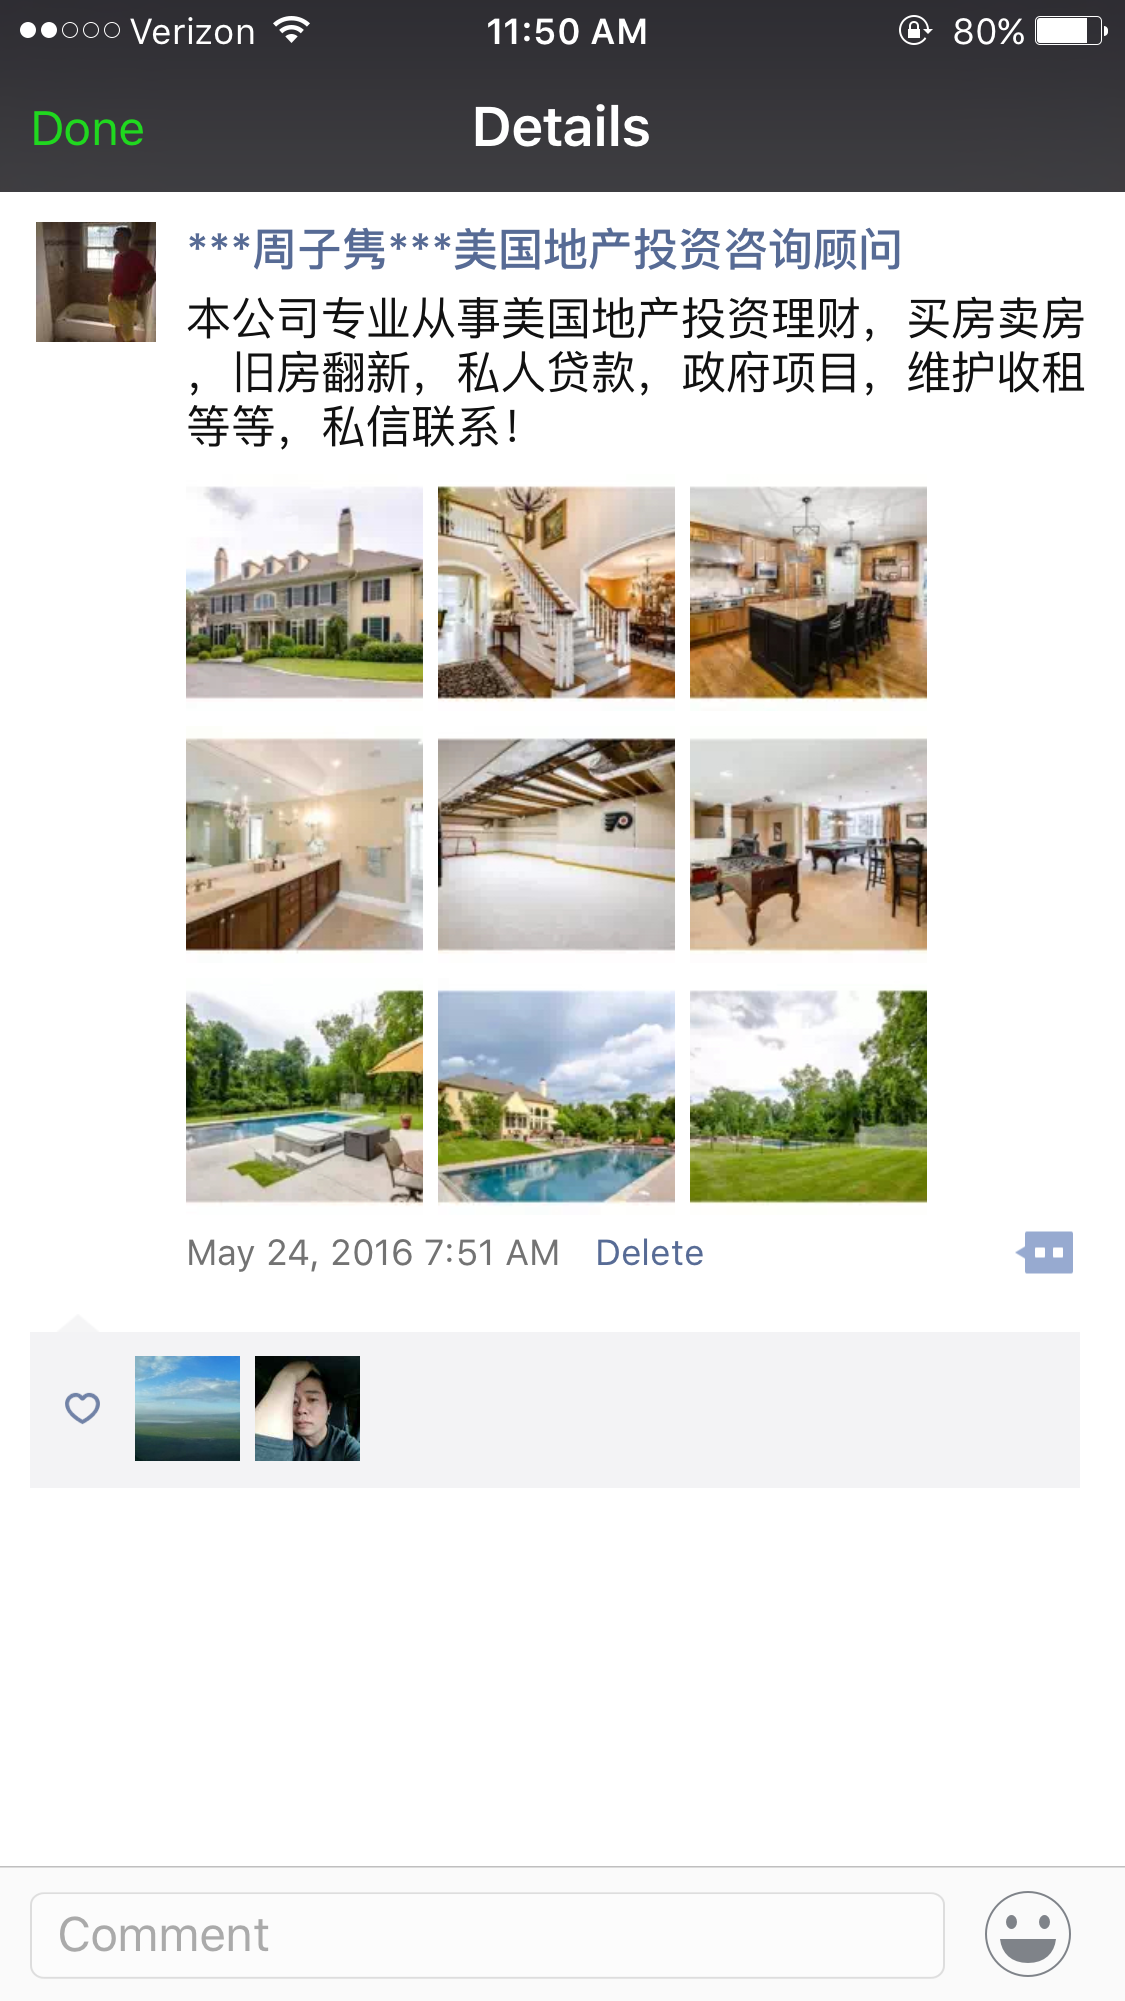 Verizon 11:50 AM 80%
Done Details
***周子隽***美国地产投资咨询顾问
本公司专业从事美国地产投资理财，买房卖房
，旧房翻新，私人贷款，政府项目，维护收租
等等，私信联系！
May 24, 2016 7:51 AM Delete
Comment